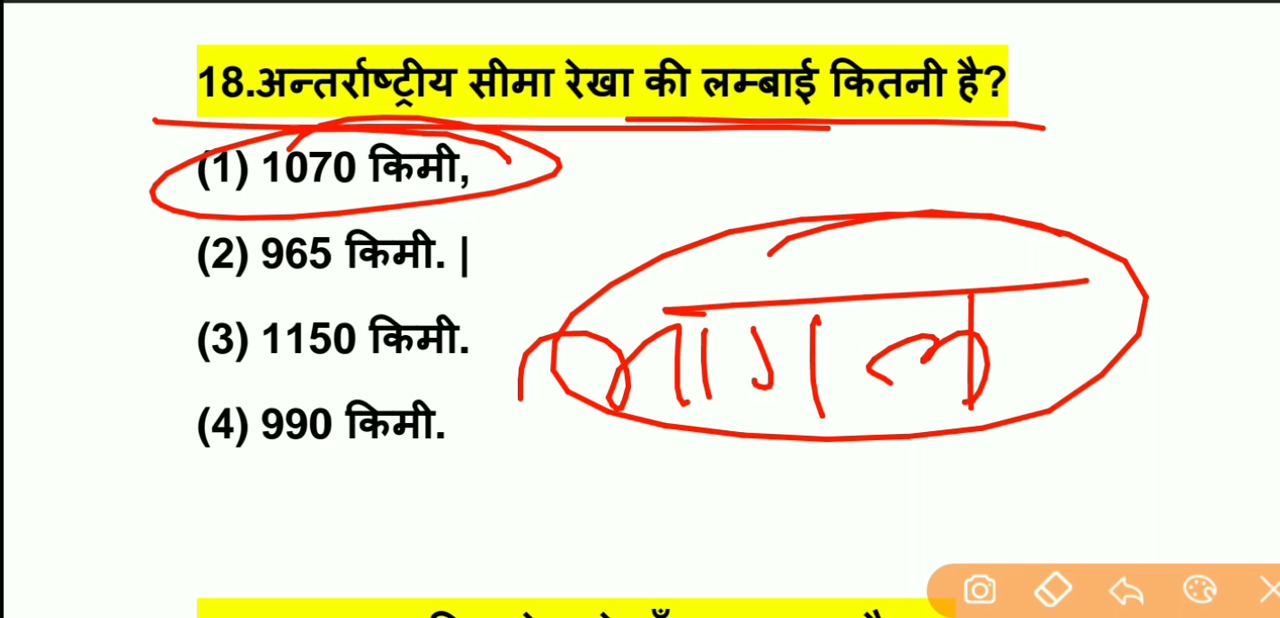 18.अन्तर्राष्ट्रीय सीमा रेखा की लम्बाई कितनी है?
(1) 1070 किमी,
(2) 965 किमी. |
(3) 1150 किमी.
(4) 990 किमी.